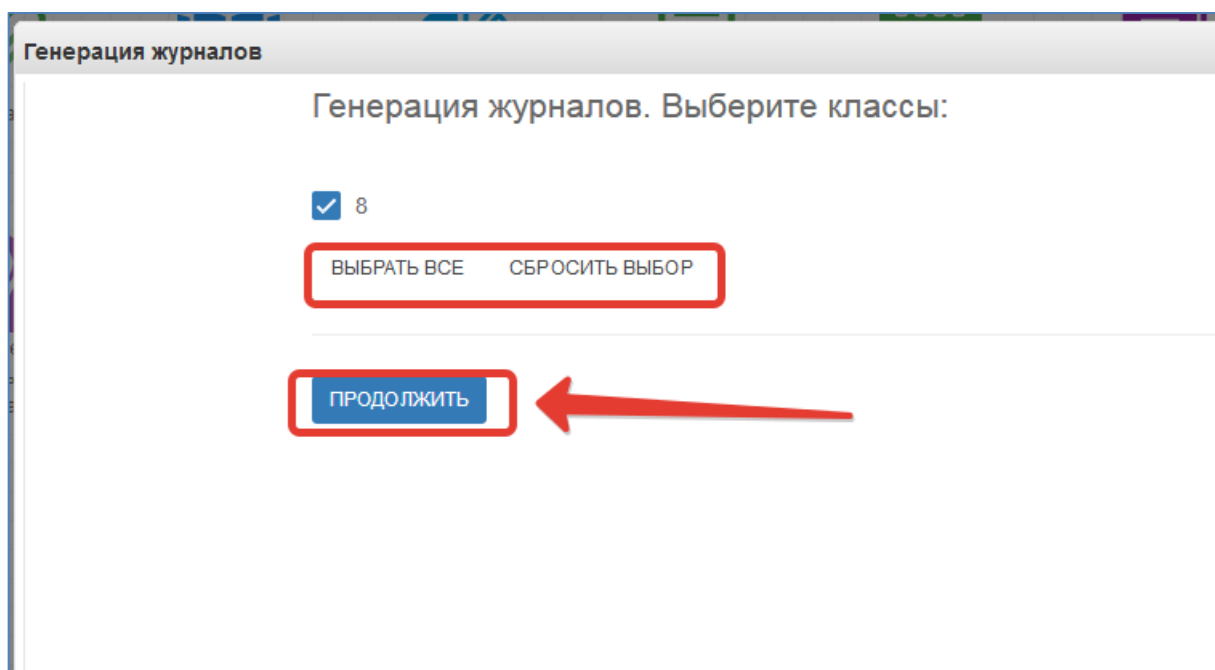 Генерация журналов
Генерация журналов. Выберите классы:
8
ВЫБРАТЬ ВСЕ СБРОСИТЬ ВЫБОР
ПРОДОЛЖИТЬ